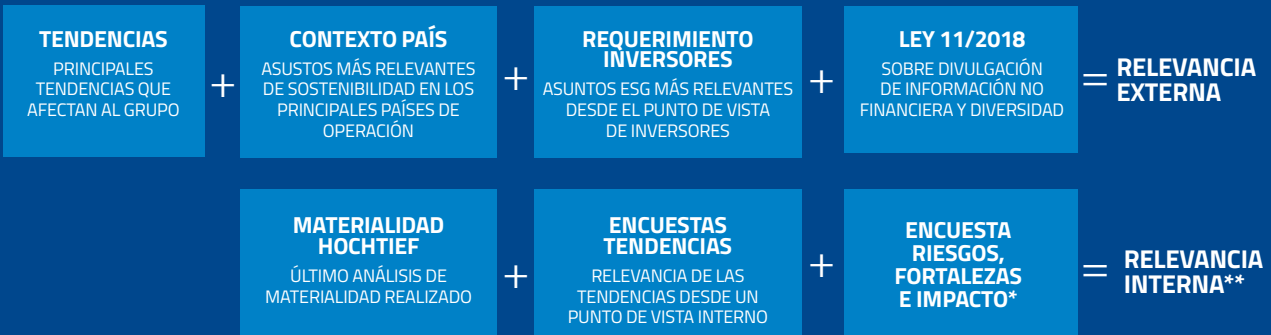 TENDENCIAS
PRINCIPALES
TENDENCIAS QUE
AFECTAN AL GRUPO
+
CONTEXTO PAÍS
ASUSTOS MÁS RELEVANTES
DE SOSTENIBILIDAD EN LOS
PRINCIPALES PAÍSES DE
OPERACIÓN
+
REQUERIMIENTO
INVERSORES
ASUNTOS ESG MÁS RELEVANTES
DESDE EL PUNTO DE VISTA
DE INVERSORES
+
LEY 11/2018
SOBRE DIVULGACIÓN
DE INFORMACIÓN NO
FINANCIERA Y DIVERSIDAD
=
RELEVANCIA
EXTERNA
MATERIALIDAD
HOCHTIEF
ÚLTIMO ANÁLISIS DE
MATERIALIDAD REALIZADO
+
ENCUESTAS
TENDENCIAS
RELEVANCIA DE LAS
TENDENCIAS DESDE UN
PUNTO DE VISTA INTERNO
+
ENCUESTA
RIESGOS,
FORTALEZAS
E IMPACTO*
=
RELEVANCIA
INTERNA**